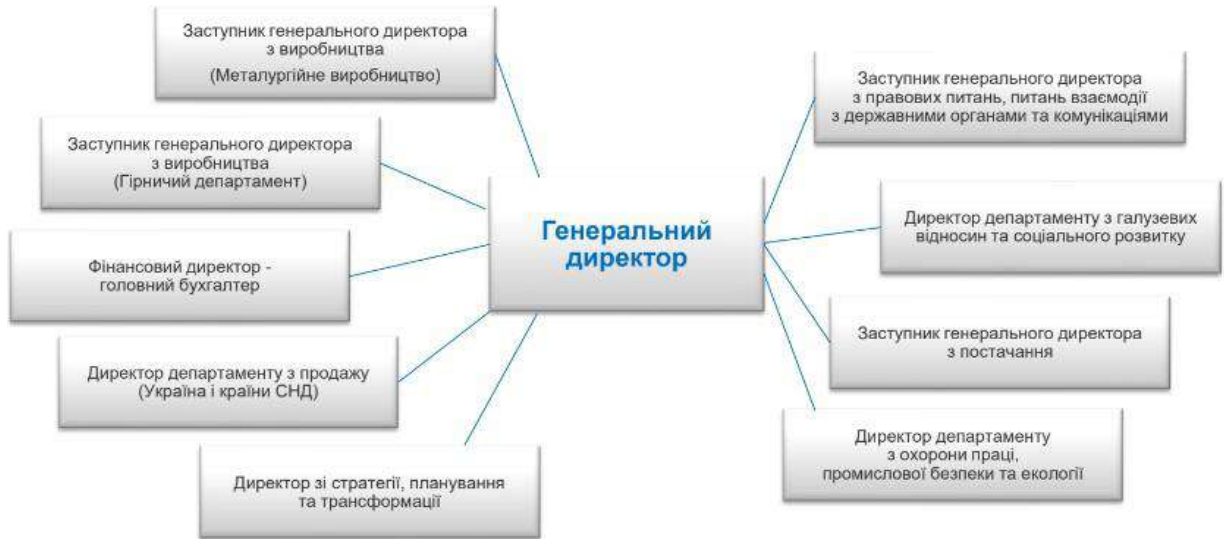 Заступник генерального директора
з виробництва
(Металургійне виробництво)
Заступник генерального директора
з виробництва
(Гірничий департамент)
Фінансовий директор -
головний бухгалтер
Директор департаменту з продажу
(Україна і країни СНД)
Директор зі стратегії, планування
та трансформації
Генеральний
директор
Заступник генерального директора
з правових питань, питань взаємодії
з державними органами та комунікаціями
Директор департаменту з галузевих
відносин та соціального розвитку
Заступник генерального директора
з постачання
Директор департаменту
з охорони праці,
промислової безпеки та екології